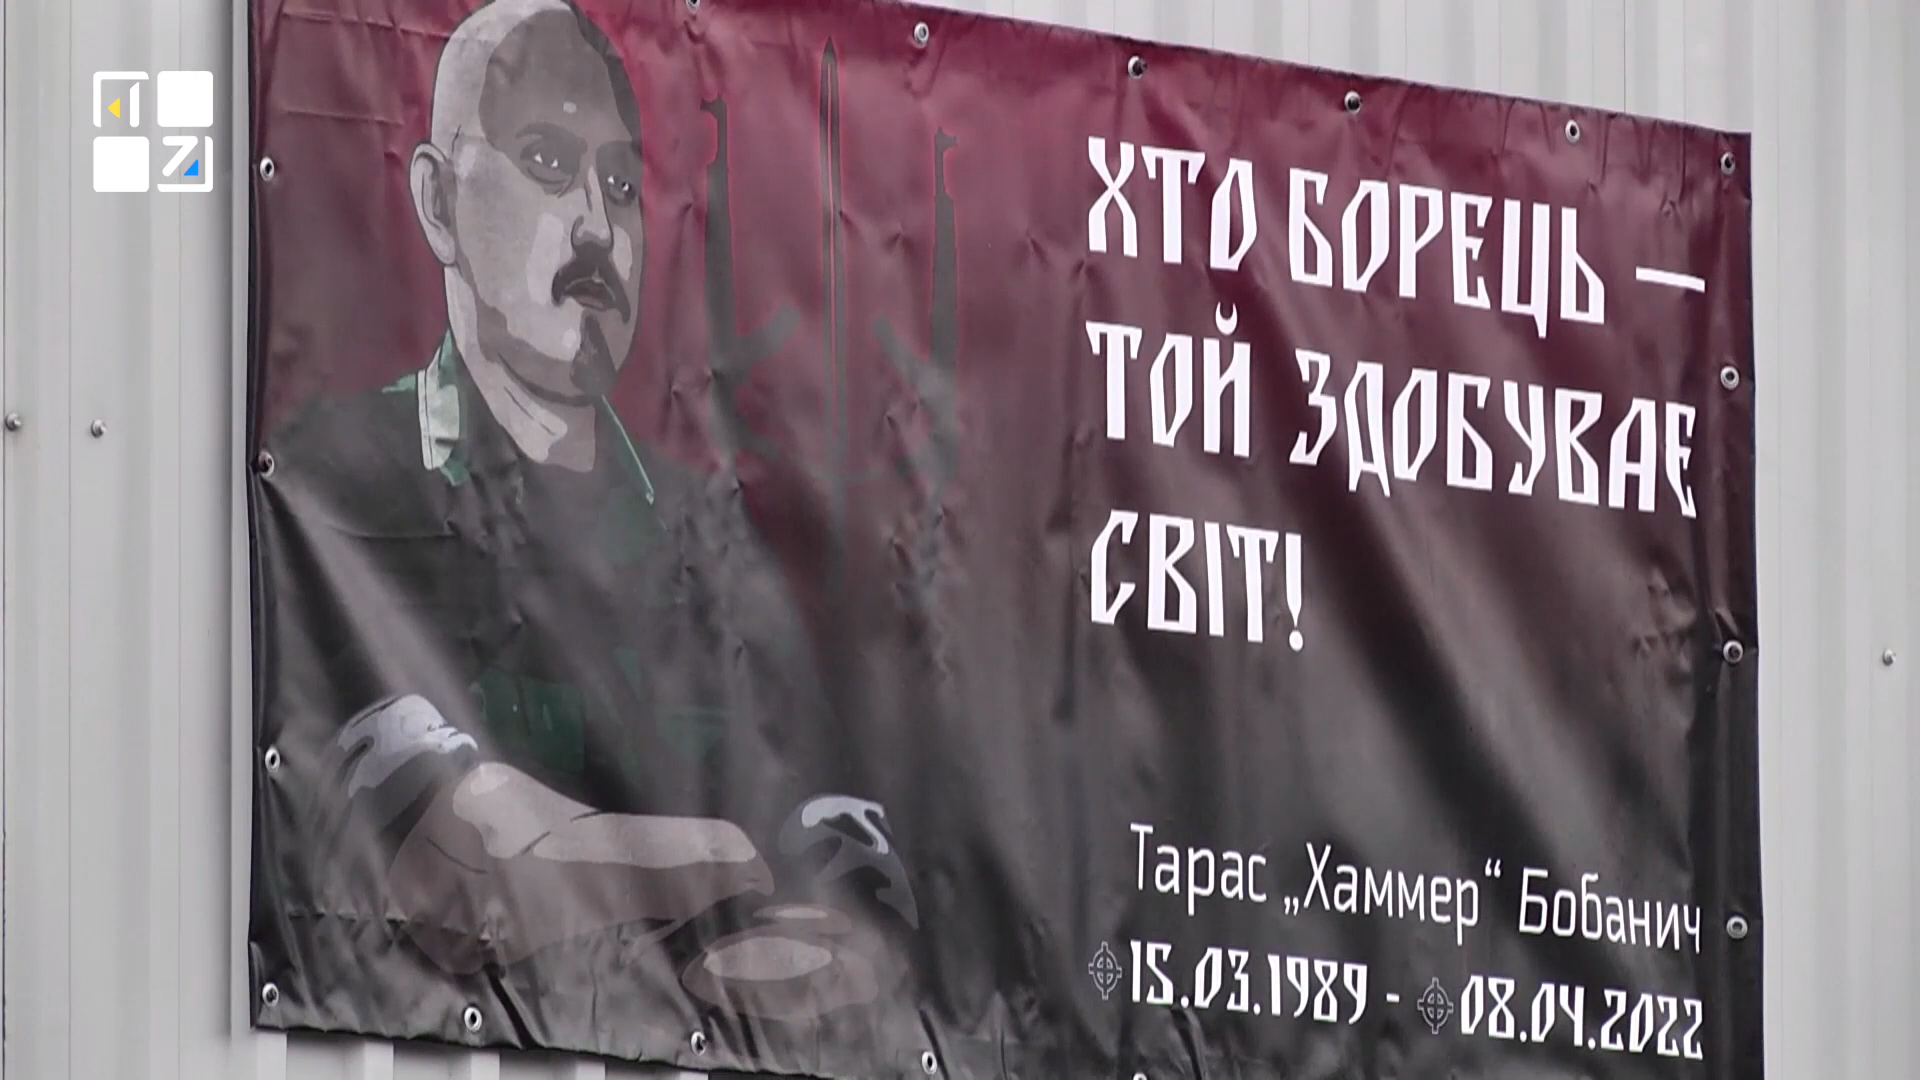 ХТО БОРЕЦЬ –
ТОЙ ЗДОБУВАЄ
СВІТ!
Тарас „Хаммер“ Бобанич
15.03.1989 - 08.04.2022